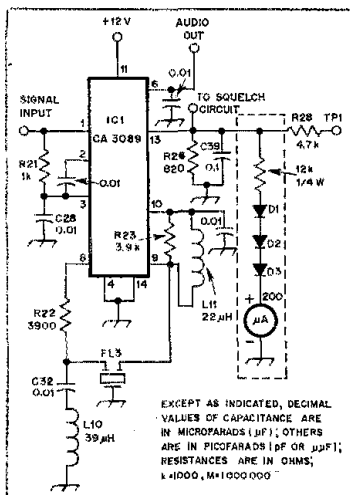 +12V
AUDIO
OUT
11
6
0.01
SIGNAL
INPUT
IC1
CA 3089
TO SQUELCH
CIRCUIT
1
13
R28
4.7k
TP1
R21
1k
2
0.01
3
R26
820
C39
0.1
12k
1/4 W
C28
0.01
10
0.01
D1
R23
3.9k
D2
8
9
D3
4
14
L11
22µH
+
200
µA
-
R22
3900
FL3
C32
0.01
L10
39µH
EXCEPT AS INDICATED, DECIMAL
VALUES OF CAPACITANCE ARE
IN MICROFARADS (µF); OTHERS
ARE IN PICOFARADS (pF OR µµF);
RESISTANCES ARE IN OHMS;
k=1000, M=1000000